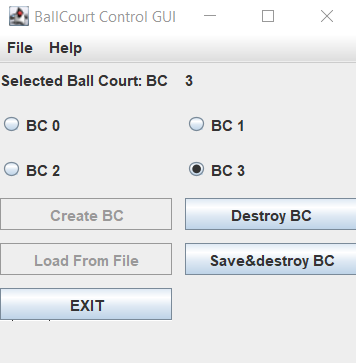 BallCourt Control GUI
File Help
Selected Ball Court: BC 3
BC 0 BC 1
BC 2 BC 3
Create BC Destroy BC
Load From File Save&destroy BC
EXIT